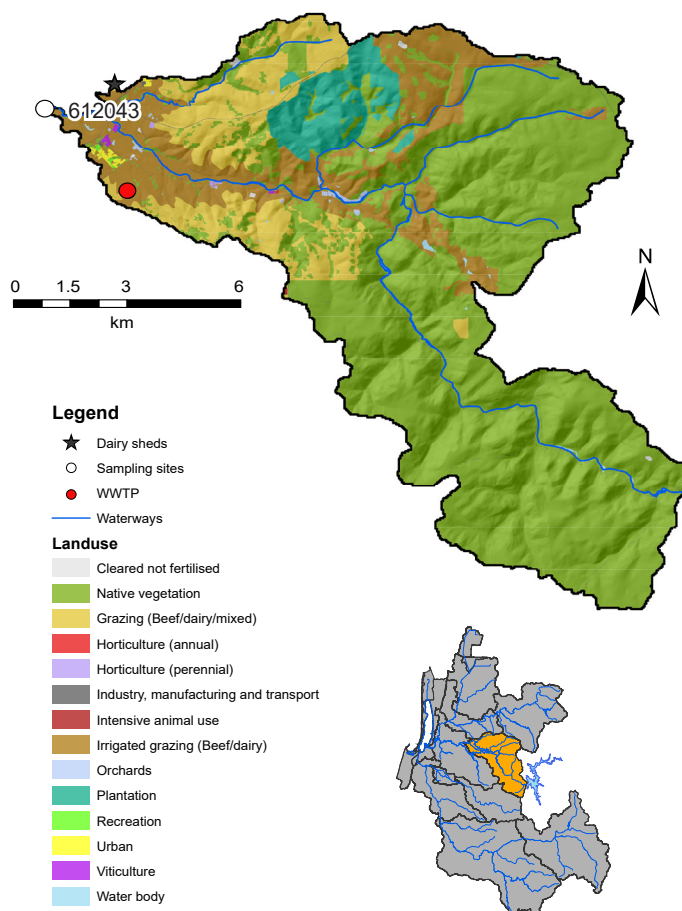 612043
N
0 1.5 3 6
km
Legend
Dairy sheds
Sampling sites
WWTP
Waterways
Landuse
Cleared not fertilised
Native vegetation
Grazing (Beef/dairy/mixed)
Horticulture (annual)
Horticulture (perennial)
Industry, manufacturing and transport
Intensive animal use
Irrigated grazing (Beef/dairy)
Orchards
Plantation
Recreation
Urban
Viticulture
Water body